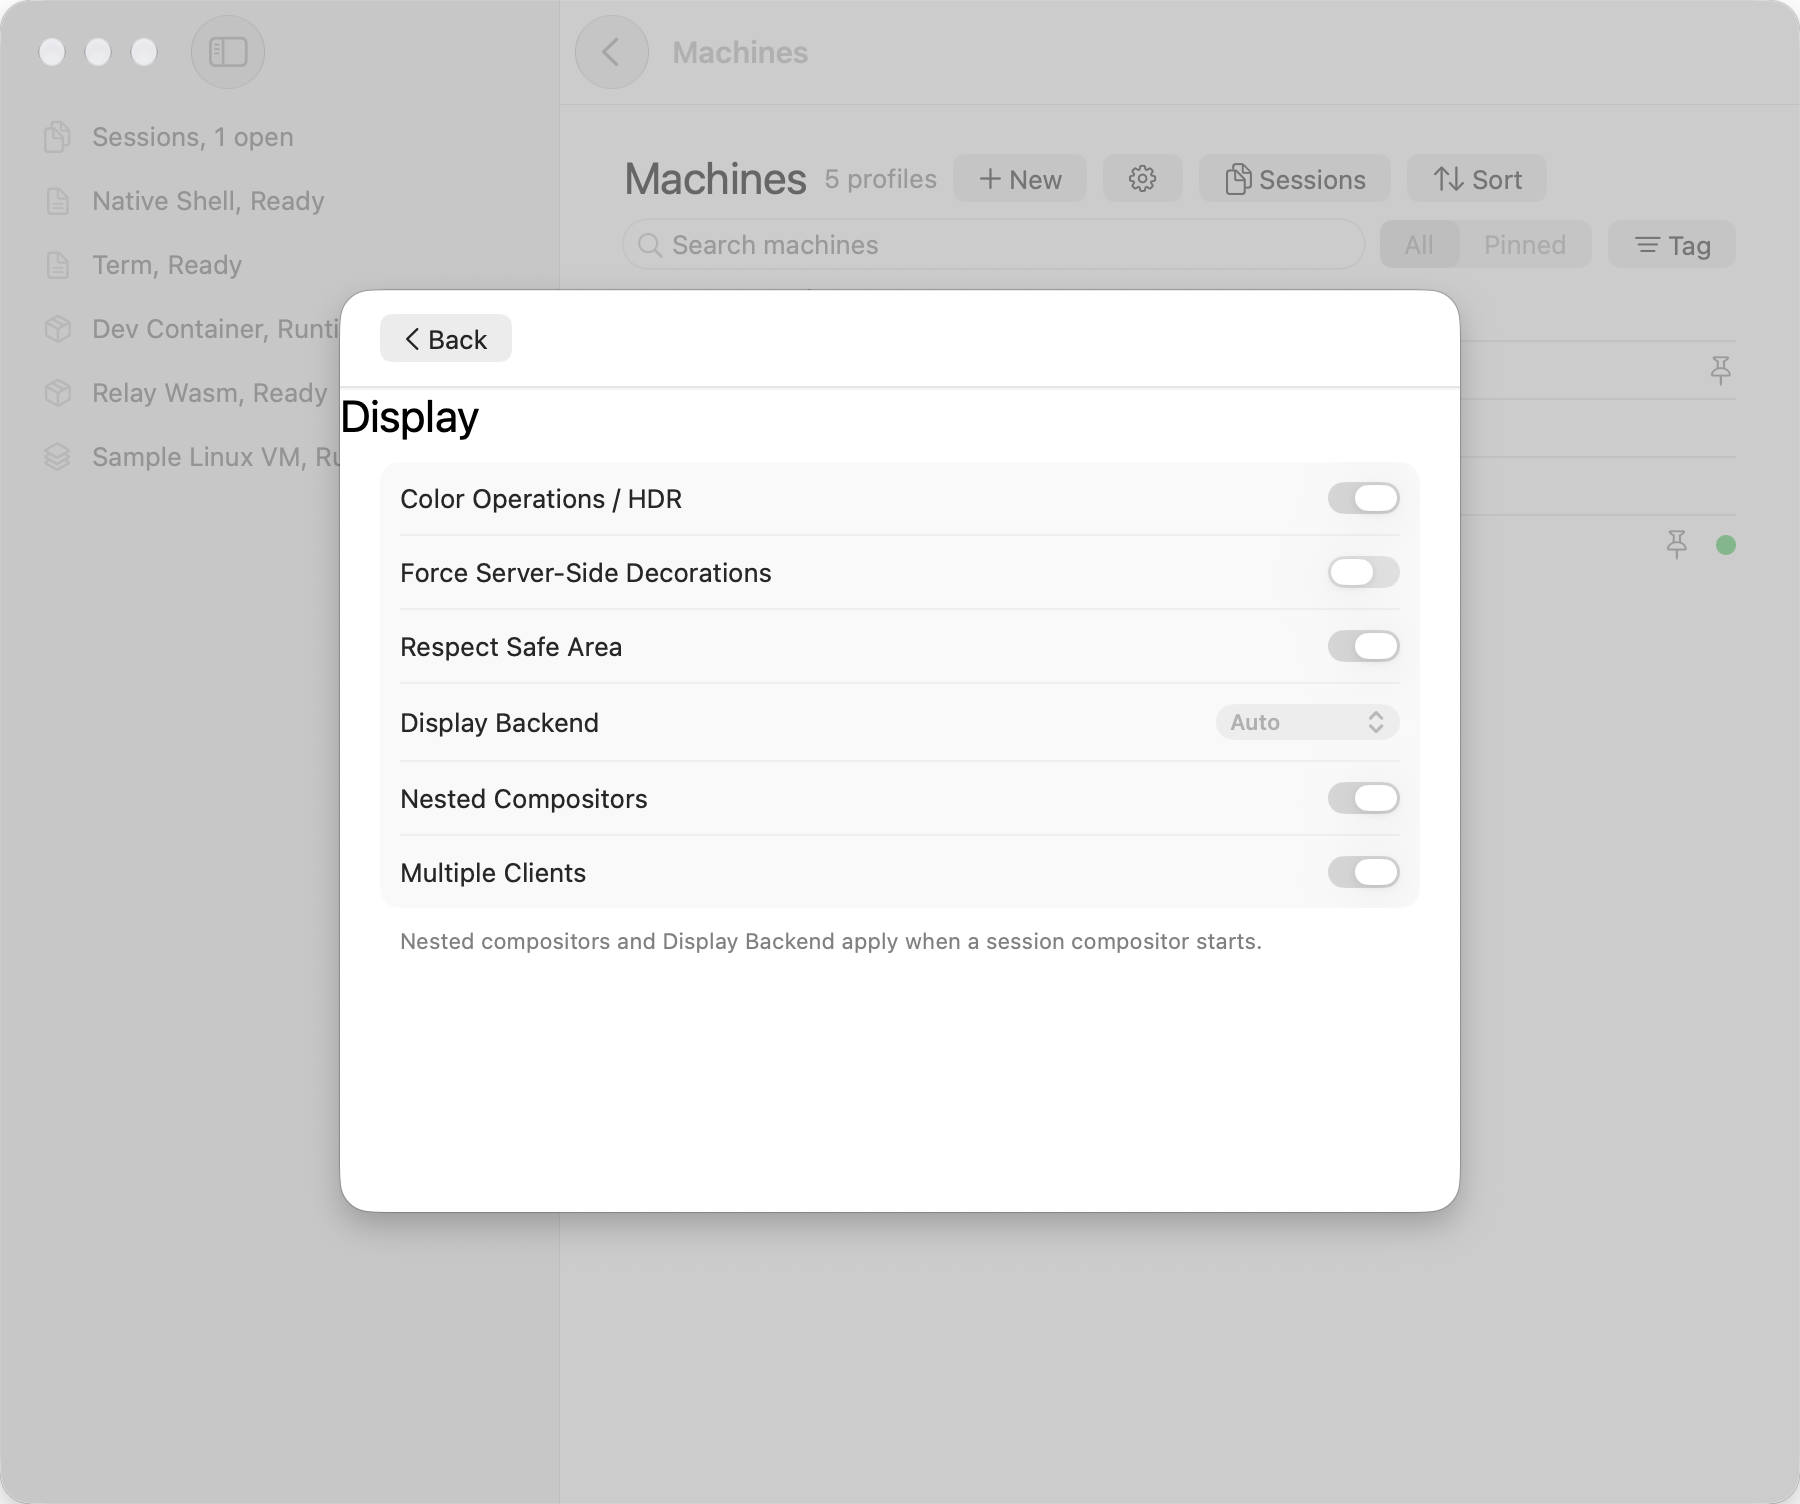 Machines
Sessions, 1 open
Native Shell, Ready
Term, Ready
Dev Container, Runti
Relay Wasm, Ready
Sample Linux VM, Ru
Machines 5 profiles New Sessions Sort
Search machines All Pinned Tag
Back
Display
Color Operations / HDR
Force Server-Side Decorations
Respect Safe Area
Display Backend Auto
Nested Compositors
Multiple Clients
Nested compositors and Display Backend apply when a session compositor starts.